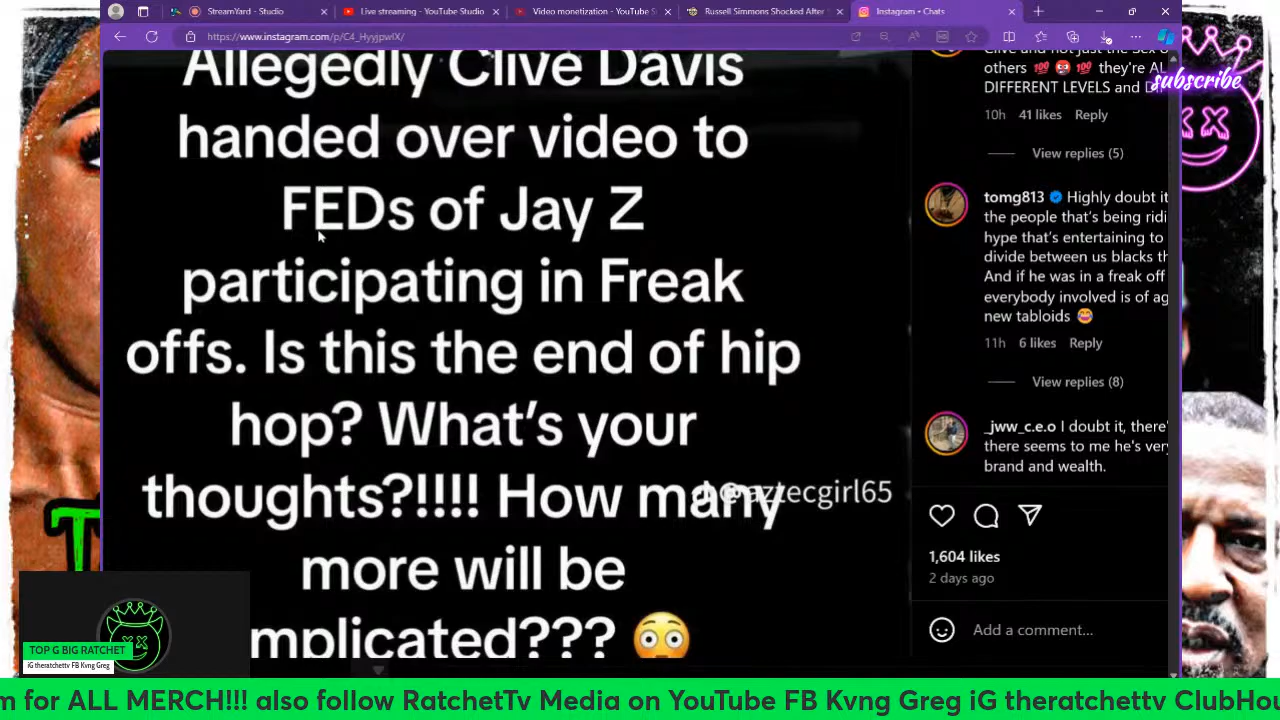 StreamYard - Studio
Live streaming - YouTube Studio
Video monetization - YouTube S
Russell Simmons Shooed After
Instagram • Chats
https://www.instagram.com/p/C4_HyyjpwIX/
subscribe
Allegedly Clive Davis
handed over video to
FEDs of Jay Z
participating in Freak
offs. Is this the end of hip
hop? What's your
thoughts?!!!! How many
more will be
mplicated??? 😳
@aztecgirl65
others 💯 💯 they're AL
DIFFERENT LEVELS and D
10h 41 likes Reply
View replies (5)
tomg813 Highly doubt it
the people that's being ridi
hype that's entertaining to
divide between us blacks th
And if he was in a freak off
everybody involved is of ag
new tabloids 😂
11h 6 likes Reply
View replies (8)
_jww_c.e.o I doubt it, there'
there seems to me he's very
brand and wealth.
1,604 likes
2 days ago
Add a comment...
TOP G BIG RATCHET
iG theratchettv FB Kvng Greg
m for ALL MERCH!!! also follow RatchetTv Media on YouTube FB Kvng Greg iG theratchettv ClubHou